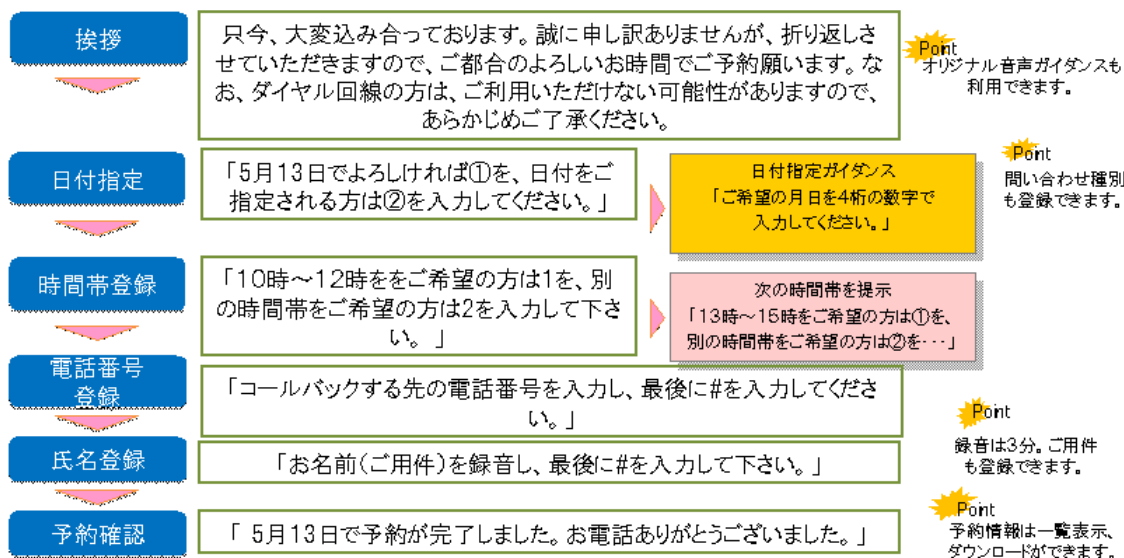 挨拶
只今、大変込み合っております。誠に申し訳ありませんが、折り返しさ
せていただきますので、ご都合のよろしいお時間でご予約願います。な
お、ダイヤル回線の方は、ご利用いただけない可能性がありますので、
あらかじめご了承ください。
Point
オリジナル音声ガイダンスも
利用できます。
日付指定
「5月13日でよろしければ①を、日付をご
指定される方は②を入力してください。」
日付指定ガイダンス
「ご希望の月日を4桁の数字で
入力してください。」
Point
問い合わせ種別
も登録できます。
時間帯登録
「10時～12時ををご希望の方は1を、別
の時間帯をご希望の方は2を入力して下さ
い。 」
次の時間帯を提示
「13時～15時をご希望の方は①を、
別の時間帯をご希望の方は②を・・・」
電話番号
登録
「コールバックする先の電話番号を入力し、最後に#を入力してくださ
い。」
氏名登録
「お名前(ご用件)を録音し、最後に#を入力して下さい。」
Point
録音は3分。ご用件
も登録できます。
予約確認
「 5月13日で予約が完了しました。お電話ありがとうございました。」
Point
予約情報は一覧表示、
ダウンロードができます。